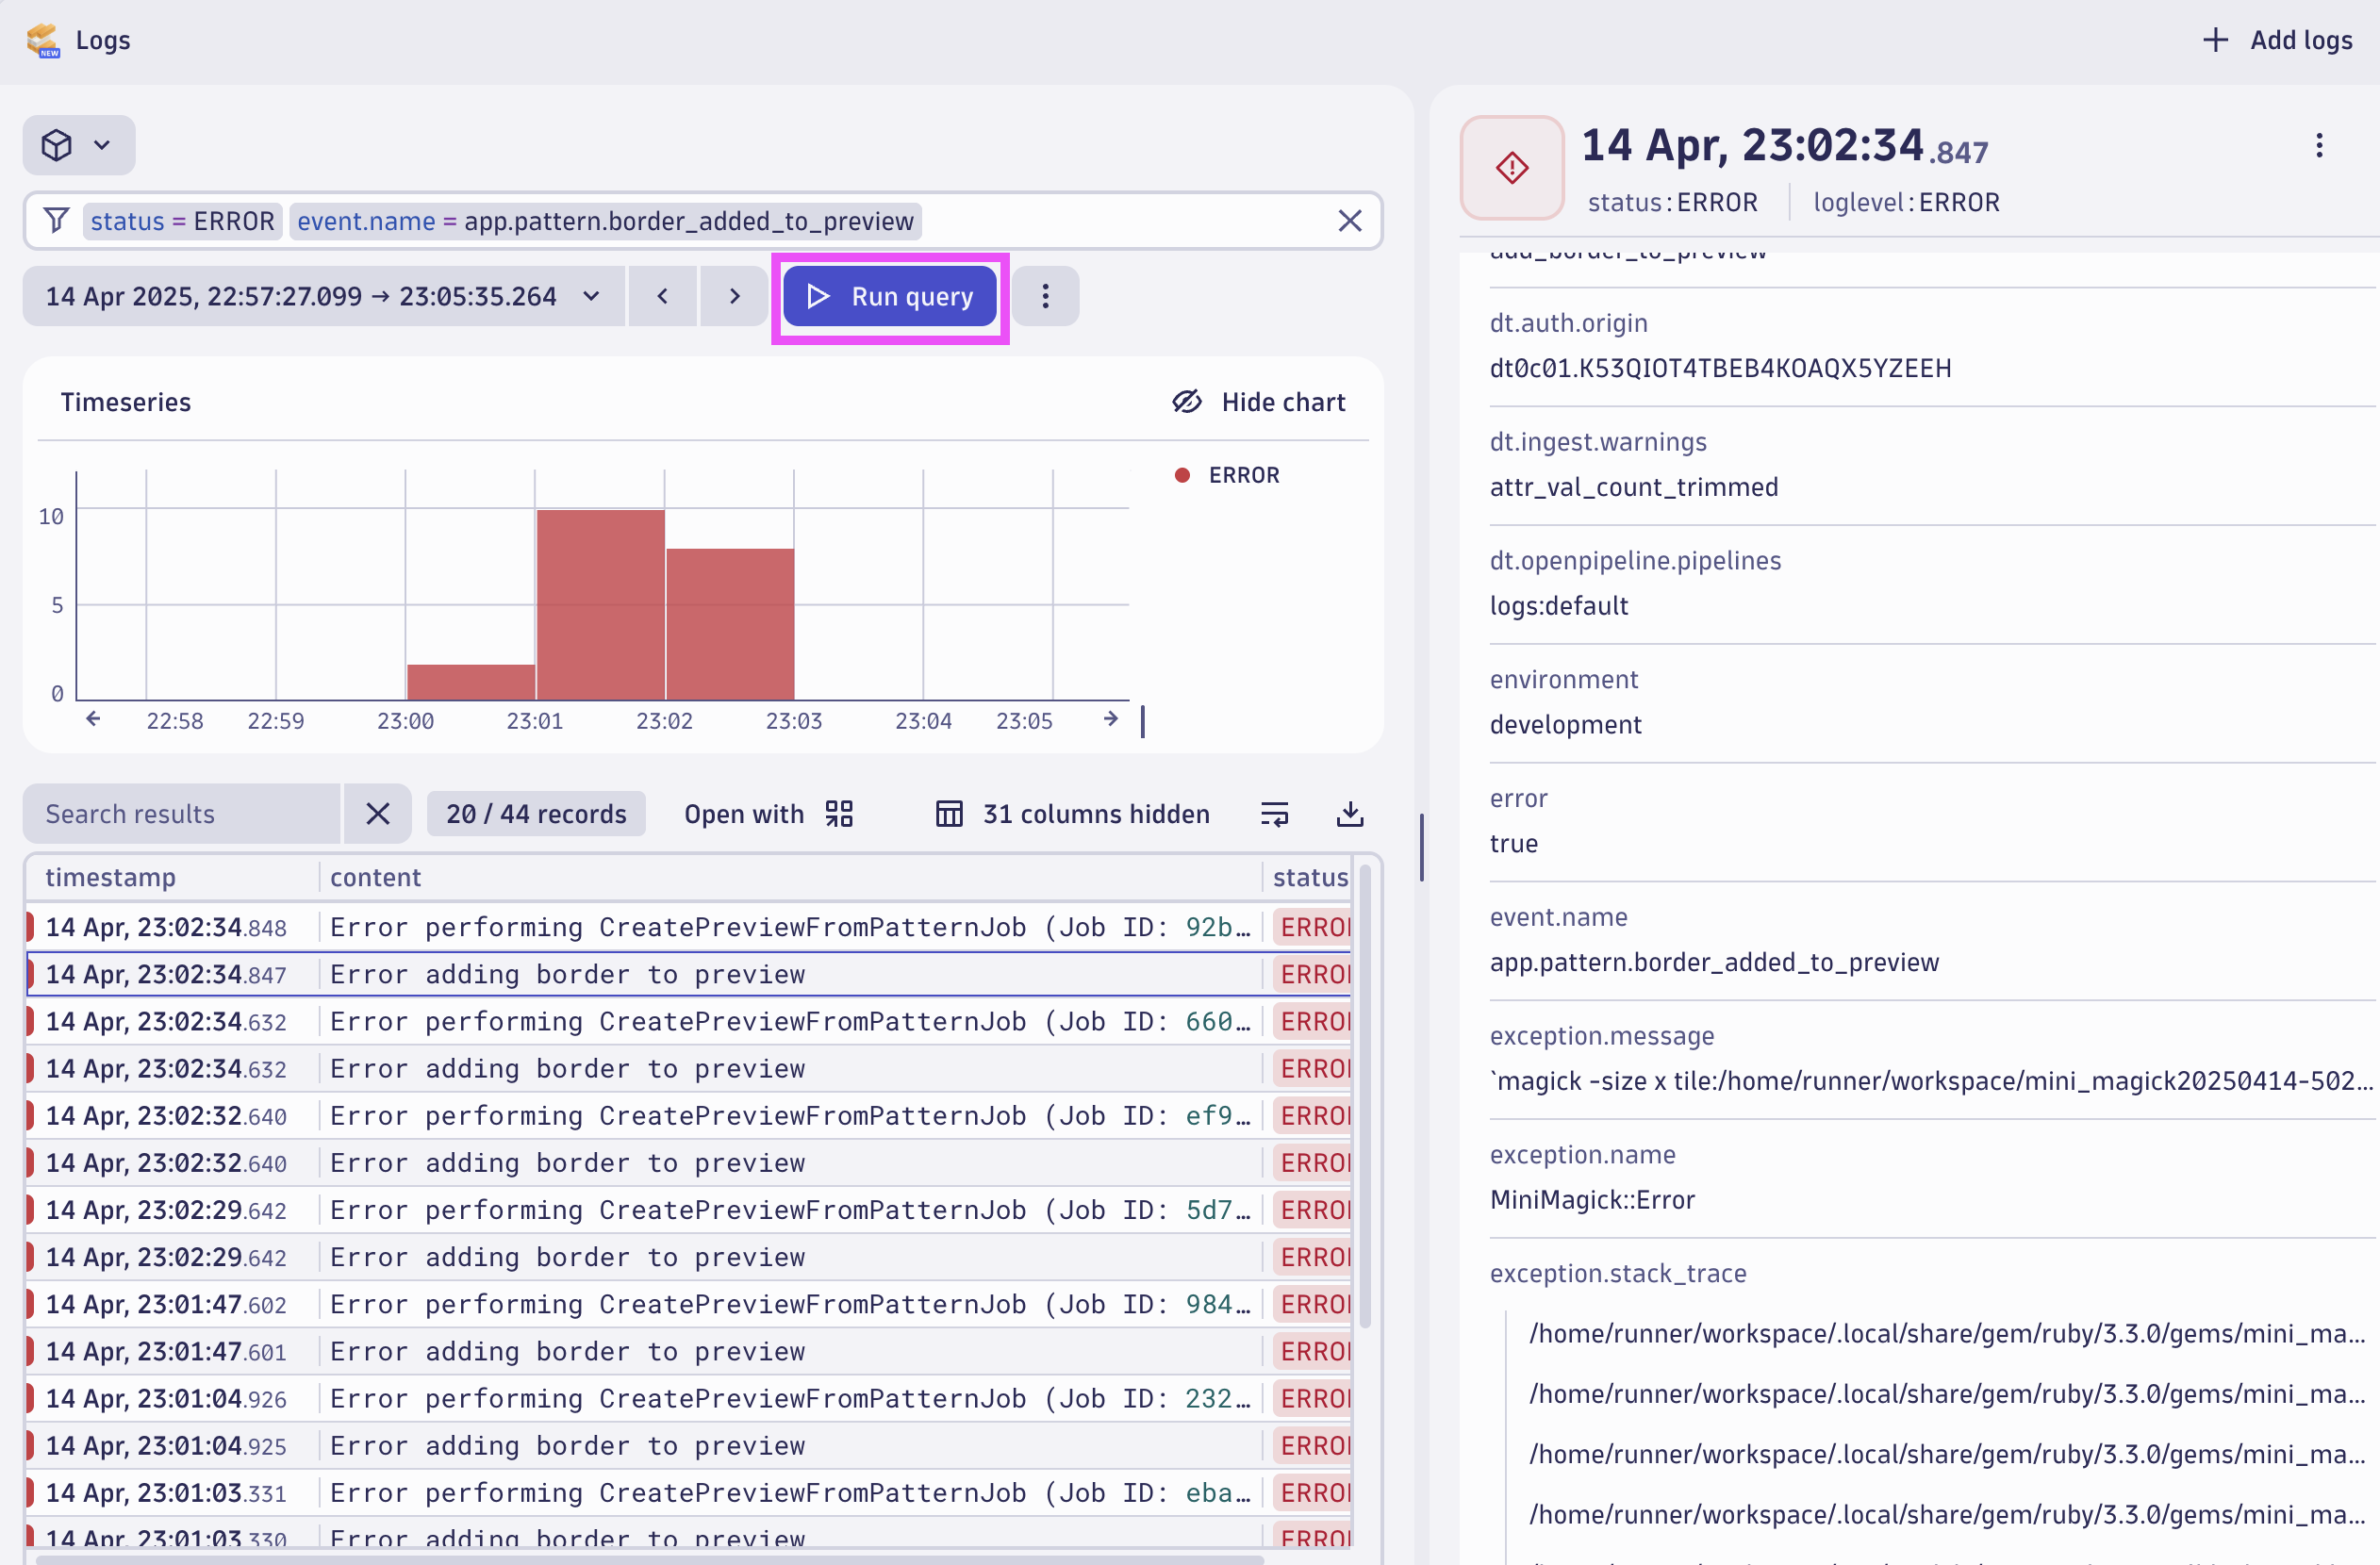 NEW
Logs
Add logs
status = ERROR event.name = app.pattern.border_added_to_preview
14 Apr 2025, 22:57:27.099 → 23:05:35.264
Run query
Timeseries
Hide chart
ERROR
10
5
0
22:58 22:59 23:00 23:01 23:02 23:03 23:04 23:05
Search results
20 / 44 records
Open with
31 columns hidden
timestamp content status
14 Apr, 23:02:34.848 Error performing CreatePreviewFromPatternJob (Job ID: 92b…
14 Apr, 23:02:34.847 Error adding border to preview
14 Apr, 23:02:34.632 Error performing CreatePreviewFromPatternJob (Job ID: 660…
14 Apr, 23:02:34.632 Error adding border to preview
14 Apr, 23:02:32.640 Error performing CreatePreviewFromPatternJob (Job ID: ef9…
14 Apr, 23:02:32.640 Error adding border to preview
14 Apr, 23:02:29.642 Error performing CreatePreviewFromPatternJob (Job ID: 5d7…
14 Apr, 23:02:29.642 Error adding border to preview
14 Apr, 23:01:47.602 Error performing CreatePreviewFromPatternJob (Job ID: 984…
14 Apr, 23:01:47.601 Error adding border to preview
14 Apr, 23:01:04.926 Error performing CreatePreviewFromPatternJob (Job ID: 232…
14 Apr, 23:01:04.925 Error adding border to preview
14 Apr, 23:01:03.331 Error performing CreatePreviewFromPatternJob (Job ID: eba…
14 Apr, 23:01:03.330 Error adding border to preview
14 Apr, 23:02:34.847
status: ERROR
loglevel: ERROR
add_border_to_preview
dt.auth.origin
dt0c01.K53QIOT4TBEB4KOAQX5YZEEH
dt.ingest.warnings
attr_val_count_trimmed
dt.openpipeline.pipelines
logs:default
environment
development
error
true
event.name
app.pattern.border_added_to_preview
exception.message
`magick -size x tile:/home/runner/workspace/mini_magick20250414-502…
exception.name
MiniMagick::Error
exception.stack_trace
/home/runner/workspace/.local/share/gem/ruby/3.3.0/gems/mini_ma…
/home/runner/workspace/.local/share/gem/ruby/3.3.0/gems/mini_ma…
/home/runner/workspace/.local/share/gem/ruby/3.3.0/gems/mini_ma…
/home/runner/workspace/.local/share/gem/ruby/3.3.0/gems/mini_ma…